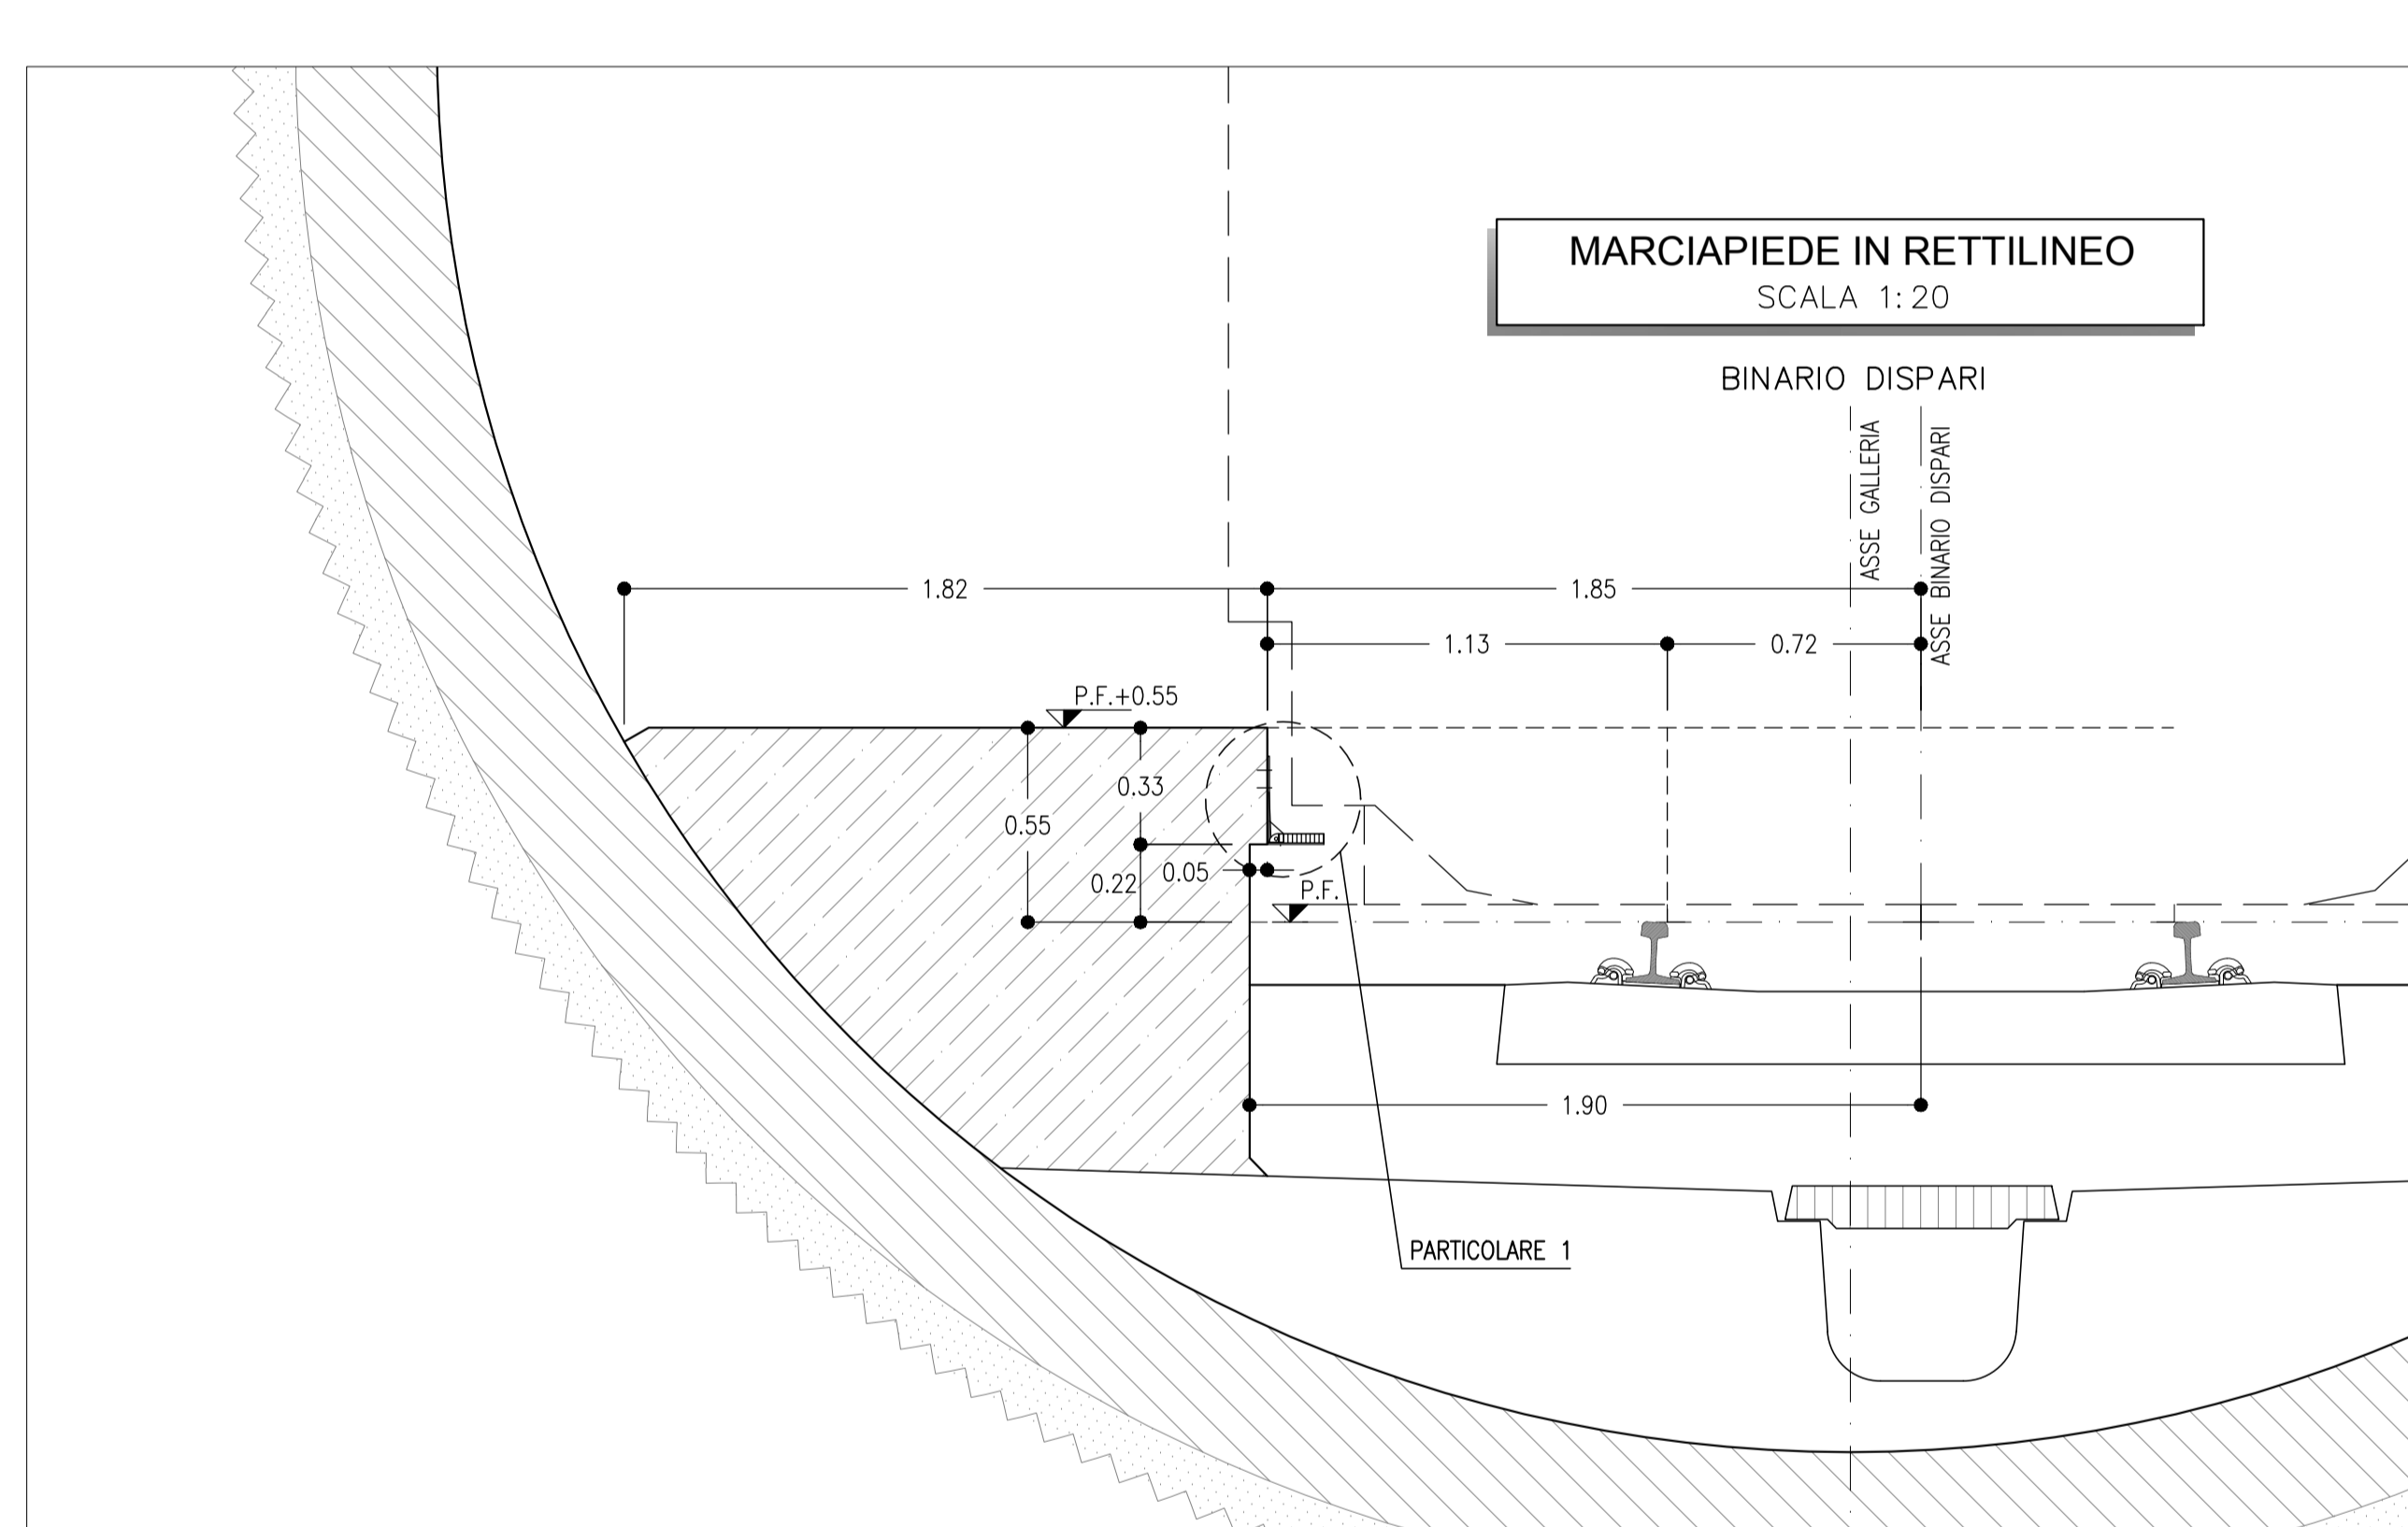 MARCIAPIEDE IN RETTILINEO
SCALA 1:20
BINARIO DISPARI
ASSE GALLERIA
ASSE BINARIO DISPARI
1.82
1.85
1.13
0.72
P.F.+0.55
0.33
0.55
0.05
0.22
P.F.
1.90
PARTICOLARE 1